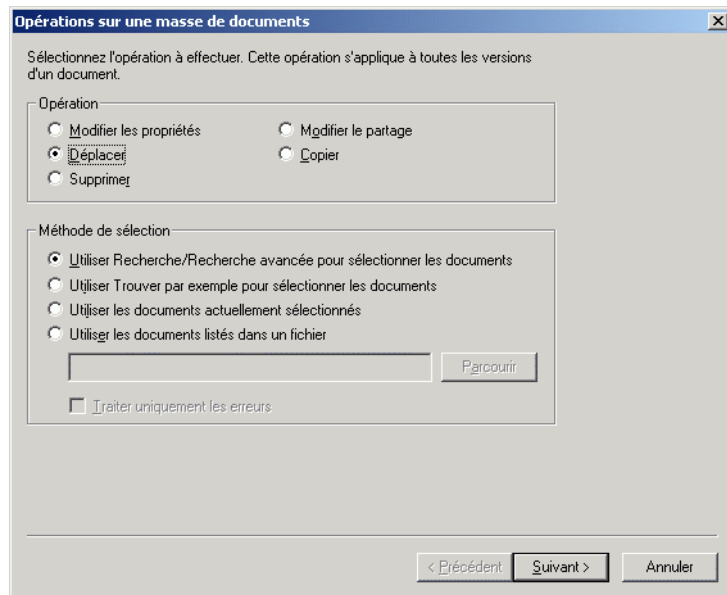 Opérations sur une masse de documents
Sélectionnez l'opération à effectuer. Cette opération s'applique à toutes les versions
d'un document.
Opération
Modifier les propriétés
Modifier le partage
Déplacer
Copier
Supprimer
Méthode de sélection
Utiliser Recherche/Recherche avancée pour sélectionner les documents
Utiliser Trouver par exemple pour sélectionner les documents
Utiliser les documents actuellement sélectionnés
Utiliser les documents listés dans un fichier
Parcourir
Traiter uniquement les erreurs
< Précédent
Suivant >
Annuler